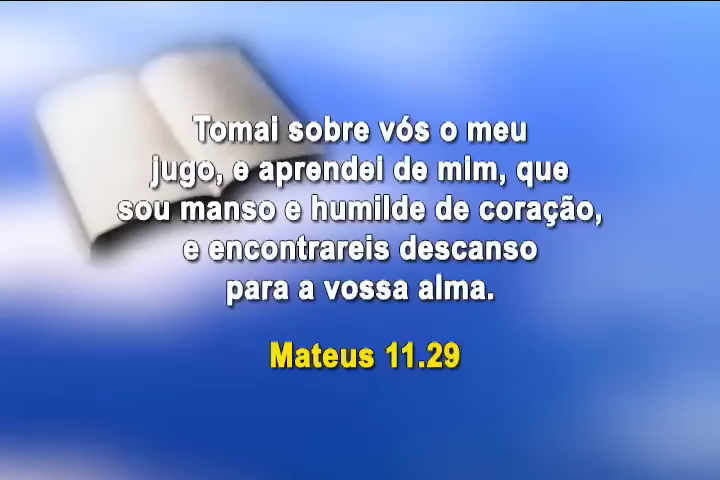 Tomai sobre vós o meu
jugo, e aprendei de mim, que
sou manso e humilde de coração,
e encontrareis descanso
para a vossa alma.
Mateus 11.29